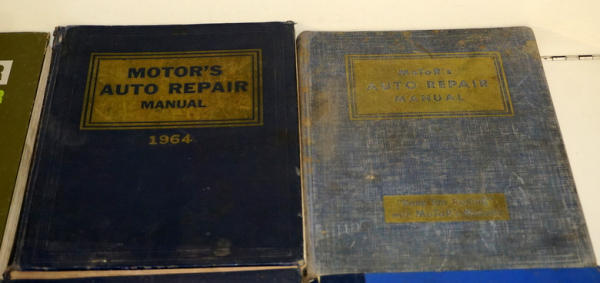 R
MOTOR'S
AUTO REPAIR
MANUAL
1964
MoToR's
AUTO REPAIR
MANUAL